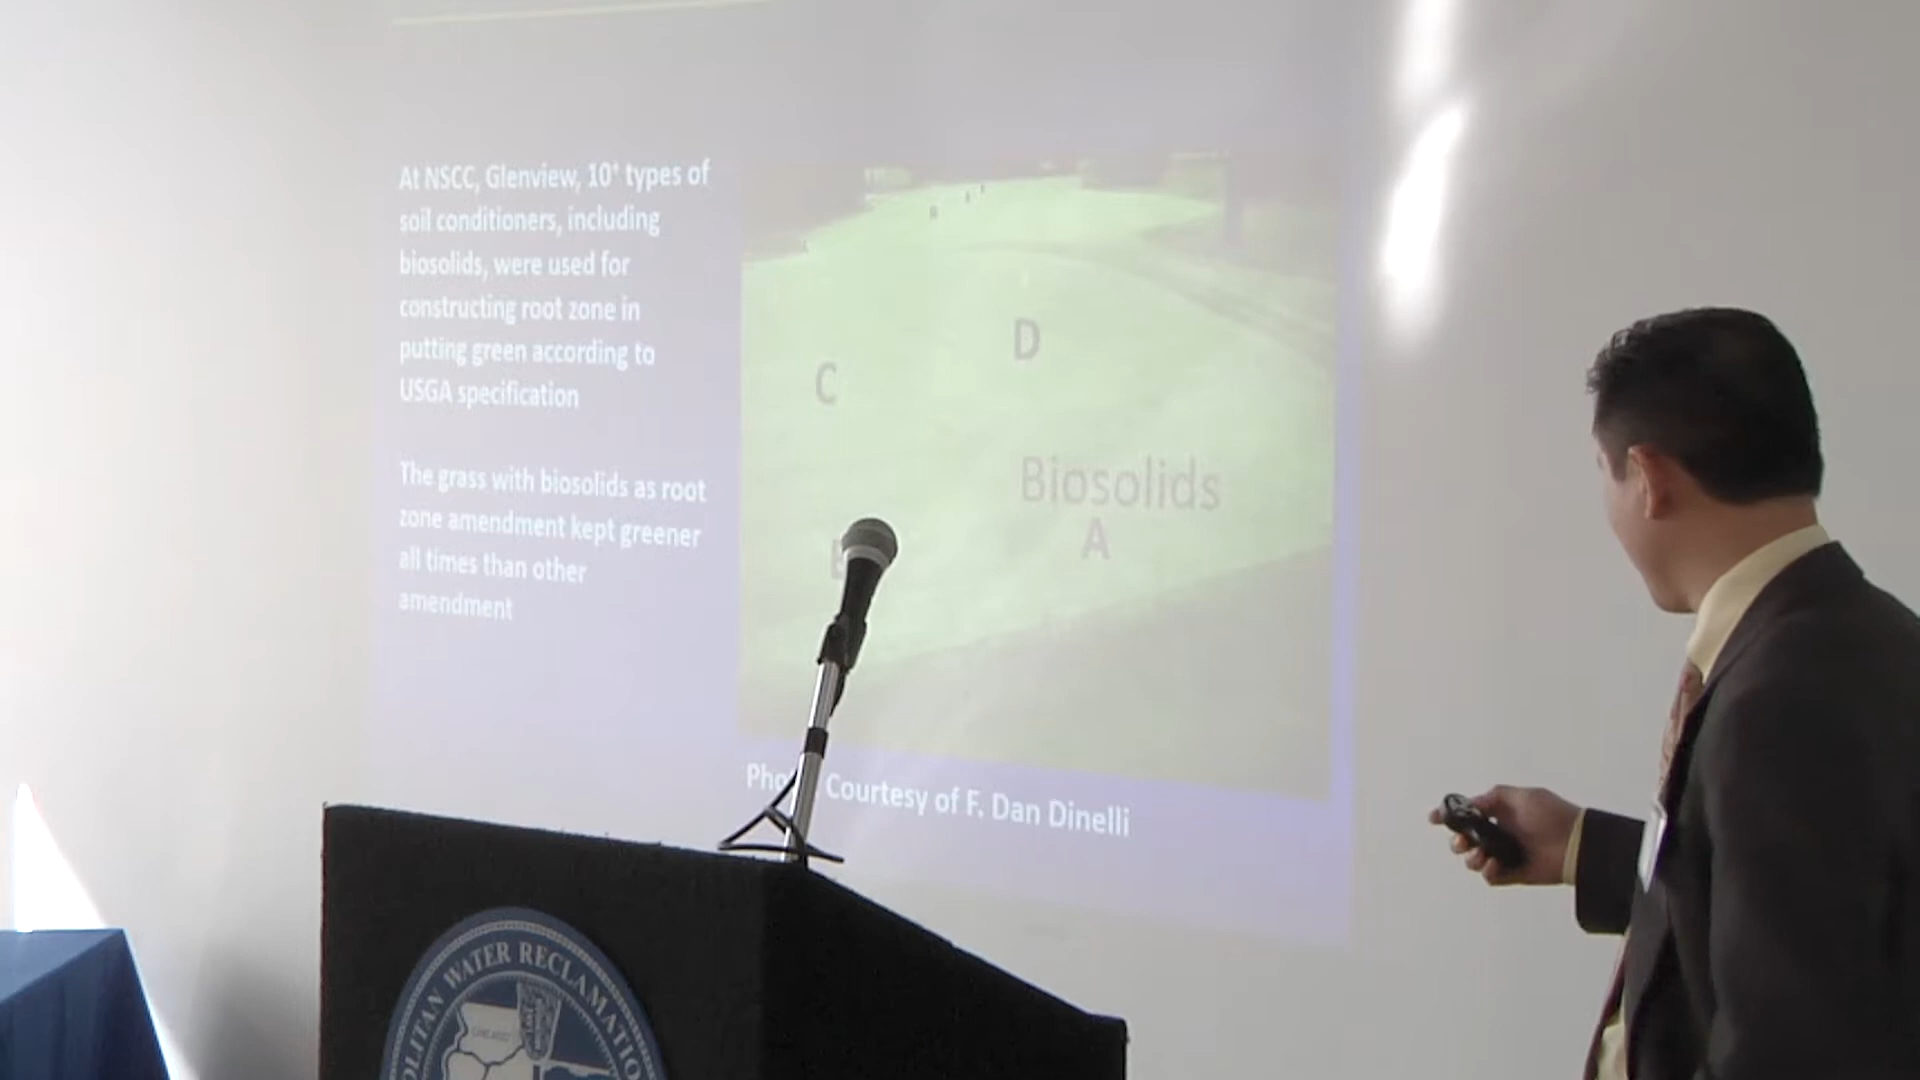 At NSCC, Glenview, 10⁺ types of
soil conditioners, including
biosolids, were used for
constructing root zone in
putting green according to
USGA specification
The grass with biosolids as root
zone amendment kept greener
all times than other
amendment
D
C
Biosolids
A
Courtesy of F. Dan Dinelli
WATER RECLAMATIO